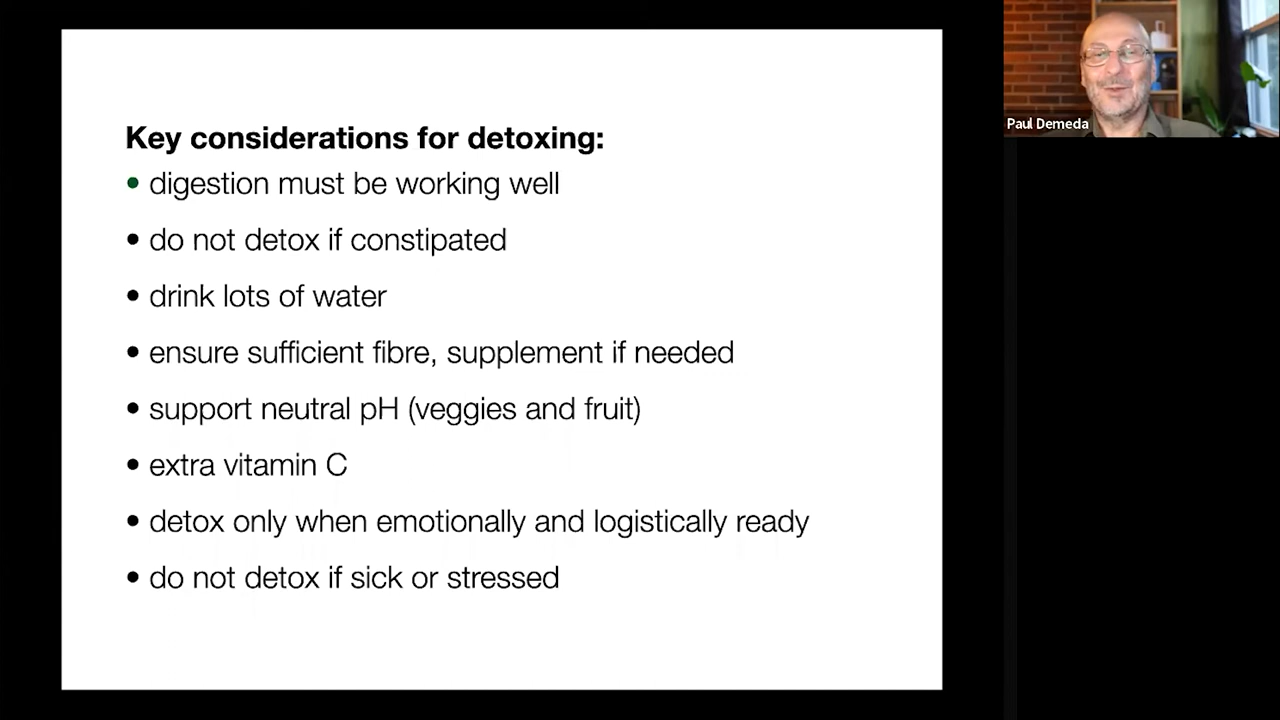 Key considerations for detoxing:
• digestion must be working well
• do not detox if constipated
• drink lots of water
• ensure sufficient fibre, supplement if needed
• support neutral pH (veggies and fruit)
• extra vitamin C
• detox only when emotionally and logistically ready
• do not detox if sick or stressed
Paul Demeda